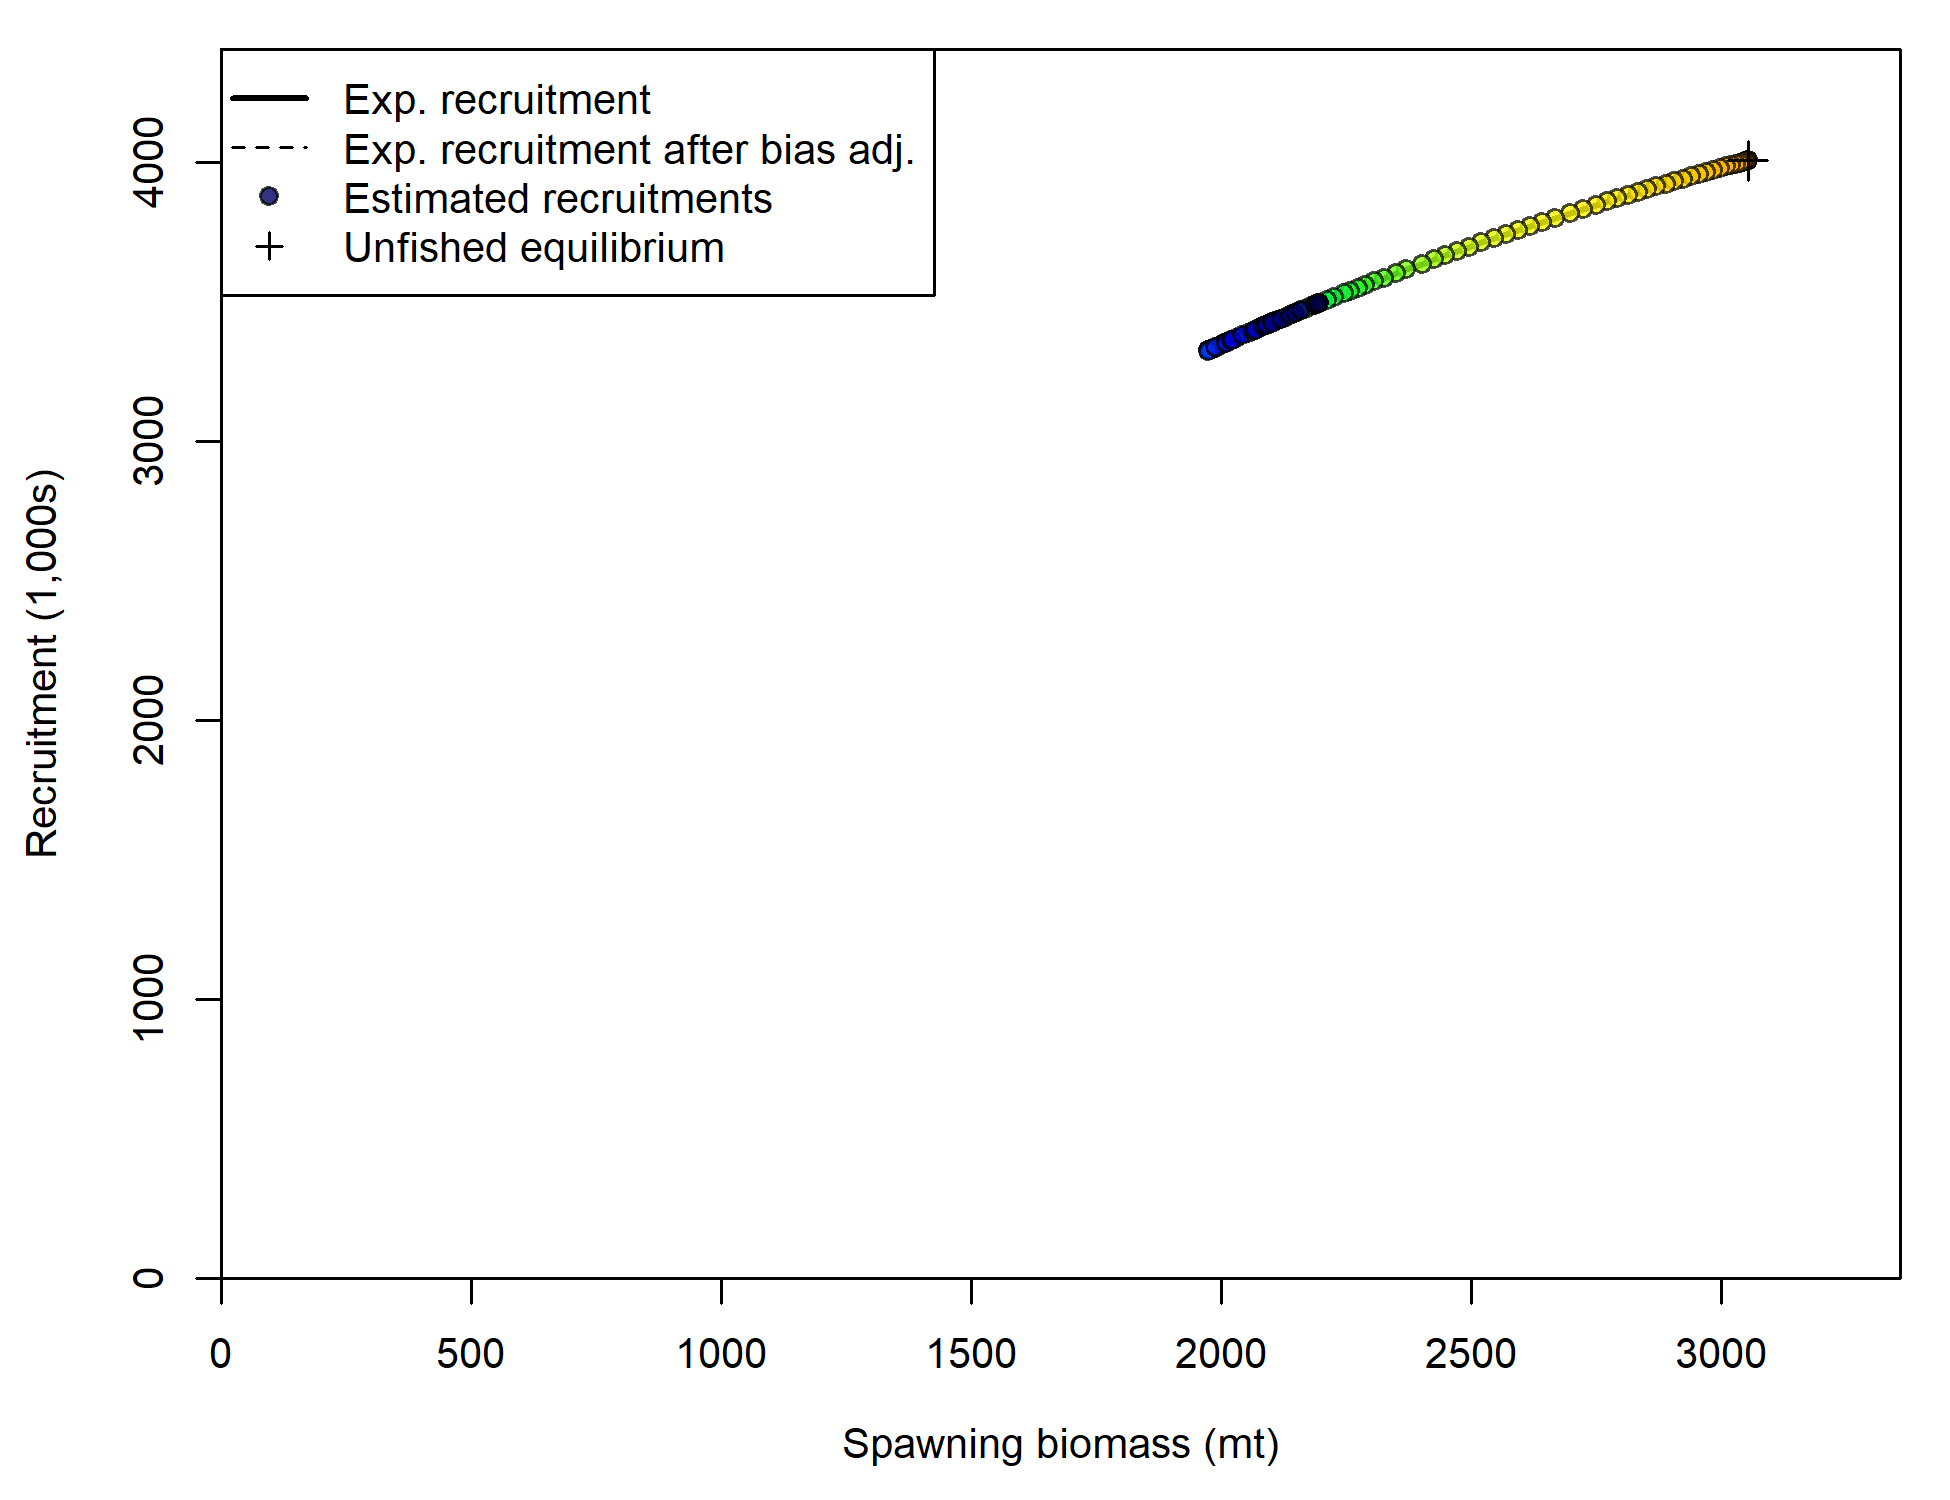 Exp. recruitment
Exp. recruitment after bias adj.
Estimated recruitments
Unfished equilibrium
4000
3000
2000
1000
0
Recruitment (1,000s)
0 500 1000 1500 2000 2500 3000
Spawning biomass (mt)